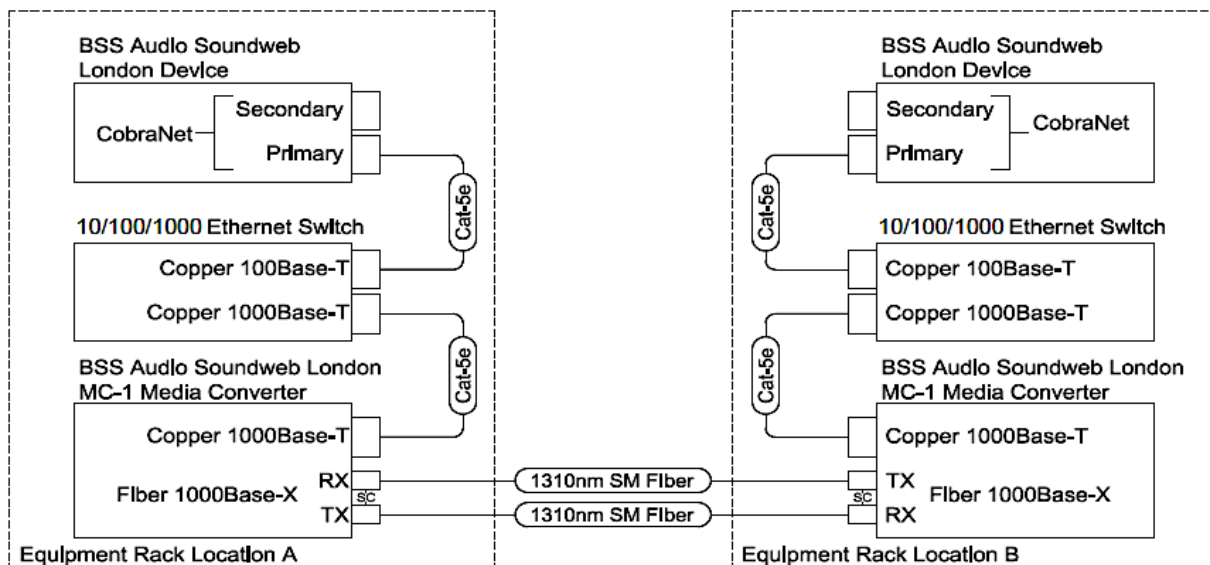 BSS Audio Soundweb
London Device
Secondary
CobraNet
Primary
Cat-5e
10/100/1000 Ethernet Switch
Copper 100Base-T
Copper 1000Base-T
Cat-5e
BSS Audio Soundweb London
MC-1 Media Converter
Copper 1000Base-T
RX
Fiber 1000Base-X
SC
TX
Equipment Rack Location A
1310nm SM Fiber
1310nm SM Fiber
BSS Audio Soundweb
London Device
Secondary
CobraNet
Primary
Cat-5e
10/100/1000 Ethernet Switch
Copper 100Base-T
Copper 1000Base-T
Cat-5e
BSS Audio Soundweb London
MC-1 Media Converter
Copper 1000Base-T
TX
SC
Fiber 1000Base-X
RX
Equipment Rack Location B